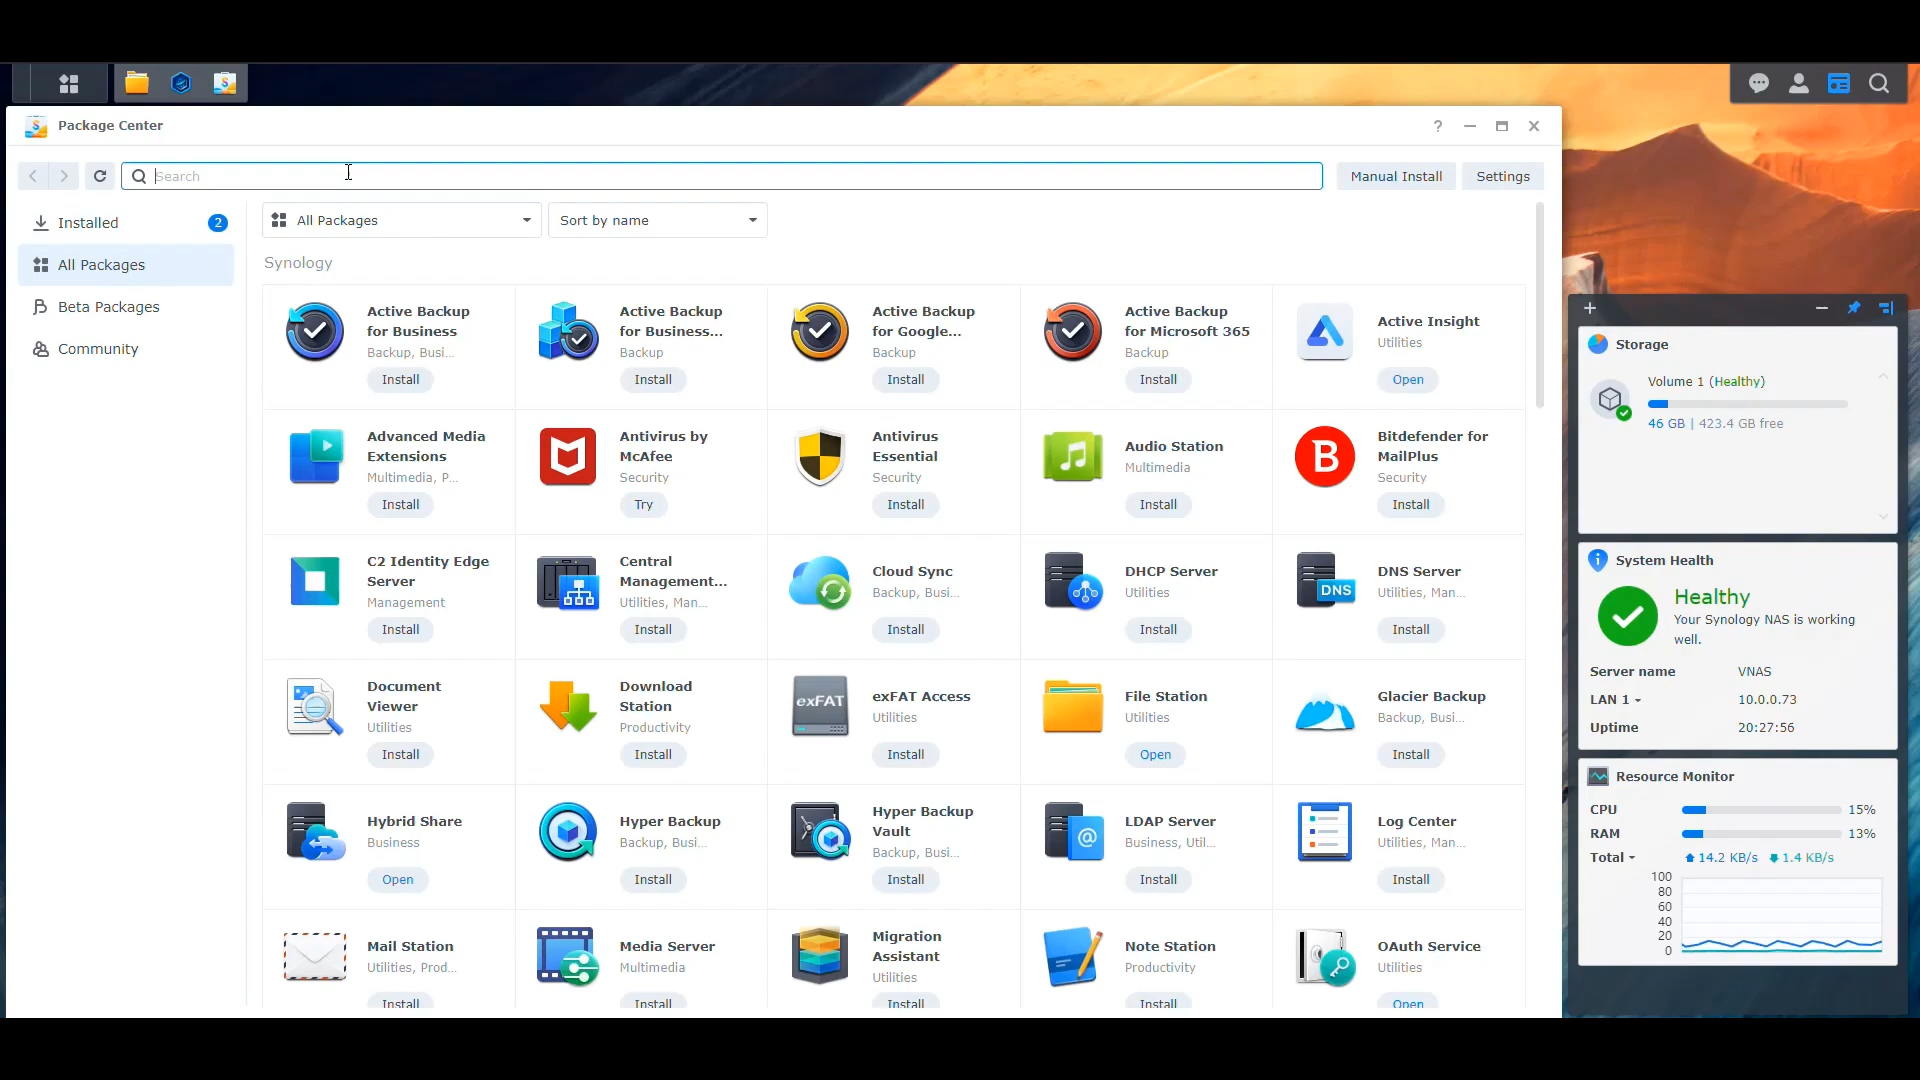 Package Center
Search
Manual Install
Settings
Installed
2
All Packages
Beta Packages
Community
All Packages
Sort by name
Synology
Active Backup
for Business
Backup, Busi...
Install
Active Backup
for Business...
Backup
Install
Active Backup
for Google...
Backup
Install
Active Backup
for Microsoft 365
Backup
Install
Active Insight
Utilities
Open
Advanced Media
Extensions
Multimedia, P...
Install
Antivirus by
McAfee
Security
Try
Antivirus
Essential
Security
Install
Audio Station
Multimedia
Install
B
Bitdefender for
MailPlus
Security
Install
C2 Identity Edge
Server
Management
Install
Central
Management...
Utilities, Man...
Install
Cloud Sync
Backup, Busi...
Install
DHCP Server
Utilities
Install
DNS
DNS Server
Utilities, Man...
Install
Document
Viewer
Utilities
Install
Download
Station
Productivity
Install
exFAT
exFAT Access
Utilities
Install
File Station
Utilities
Open
Glacier Backup
Backup, Busi...
Install
Hybrid Share
Business
Open
Hyper Backup
Backup, Busi...
Install
Hyper Backup
Vault
Backup, Busi...
Install
@
LDAP Server
Business, Util...
Install
Log Center
Utilities, Man...
Install
Mail Station
Utilities, Prod...
Install
Media Server
Multimedia
Install
Migration
Assistant
Utilities
Install
Note Station
Productivity
Install
OAuth Service
Utilities
Open
Storage
Volume 1 (Healthy)
46 GB | 423.4 GB free
System Health
Healthy
Your Synology NAS is working
well.
Server name VNAS
LAN 1 10.0.0.73
Uptime 20:27:56
Resource Monitor
CPU 15%
RAM 13%
Total 14.2 KB/s 1.4 KB/s
100
80
60
40
20
0